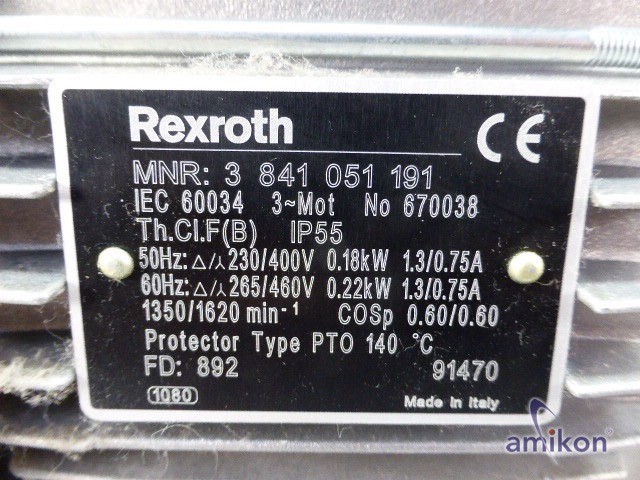 Rexroth
CE
MNR: 3 841 051 191
IEC 60034 3~Mot No 670038
Th.Cl.F(B) IP55
50Hz: △/⅄ 230/400V 0.18kW 1.3/0.75A
60Hz: △/⅄ 265/460V 0.22kW 1.3/0.75A
1350/1620 min-¹ COSp 0.60/0.60
Protector Type PTO 140 °C
FD: 892 91470
1080 Made in Italy
amikon